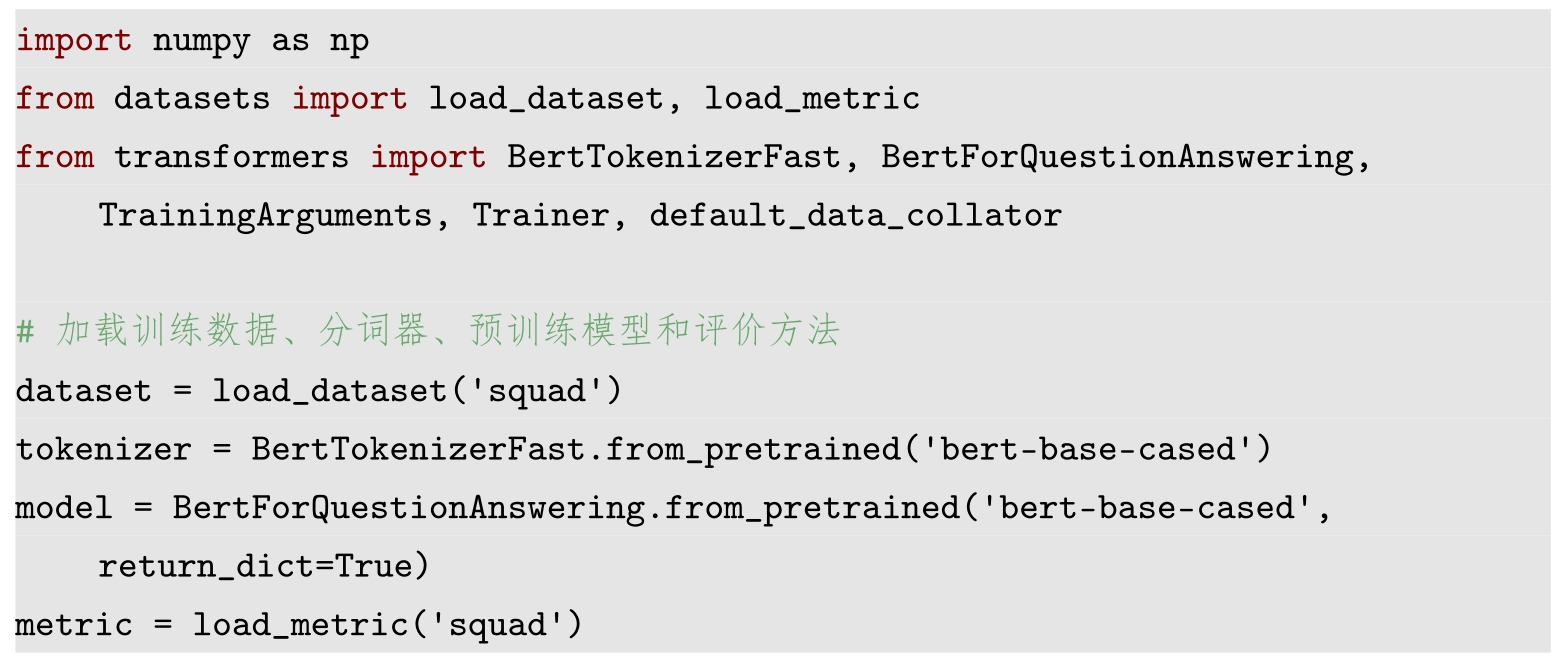 import numpy as np
from datasets import load_dataset, load_metric
from transformers import BertTokenizerFast, BertForQuestionAnswering,
    TrainingArguments, Trainer, default_data_collator

# 加载训练数据、分词器、预训练模型和评价方法
dataset = load_dataset('squad')
tokenizer = BertTokenizerFast.from_pretrained('bert-base-cased')
model = BertForQuestionAnswering.from_pretrained('bert-base-cased',
    return_dict=True)
metric = load_metric('squad')